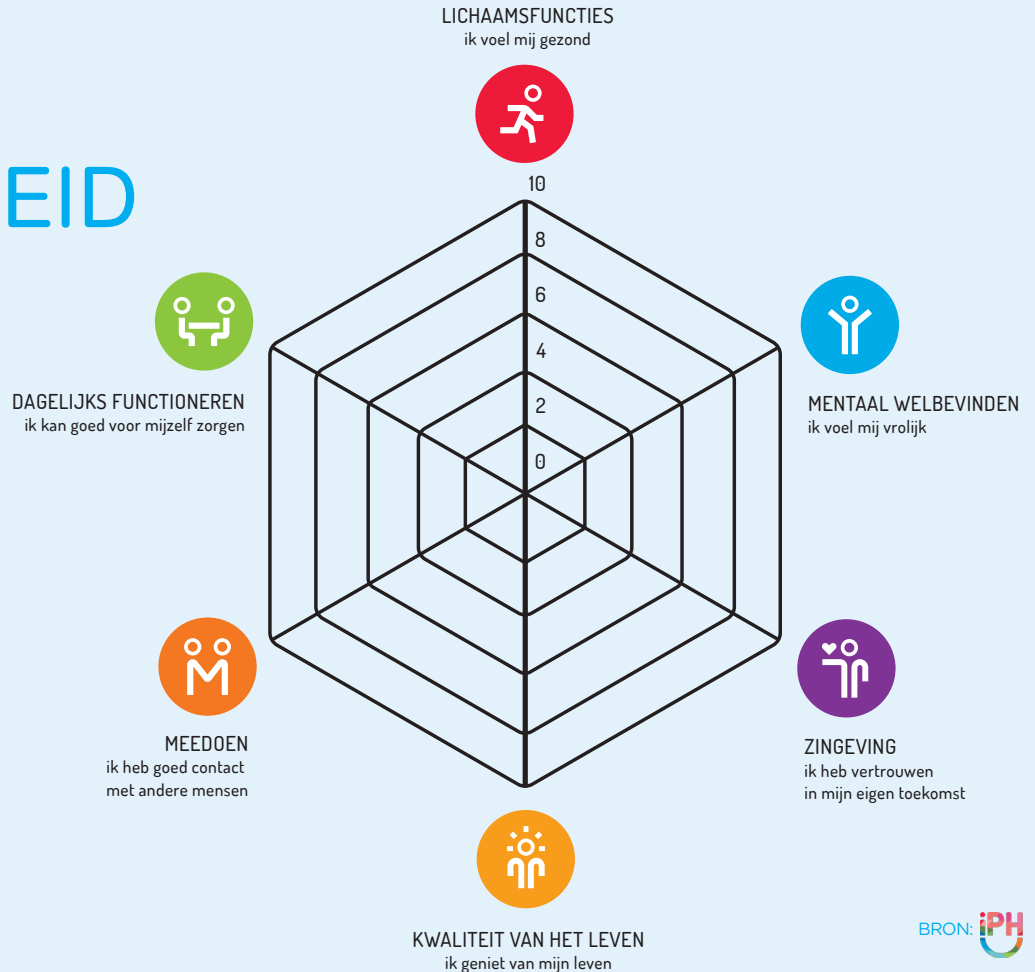 LICHAAMSFUNCTIES
ik voel mij gezond
EID
10
8
6
4
2
0
DAGELIJKS FUNCTIONEREN
ik kan goed voor mijzelf zorgen
MENTAAL WELBEVINDEN
ik voel mij vrolijk
MEEDOEN
ik heb goed contact
met andere mensen
ZINGEVING
ik heb vertrouwen
in mijn eigen toekomst
KWALITEIT VAN HET LEVEN
ik geniet van mijn leven
BRON: iPH